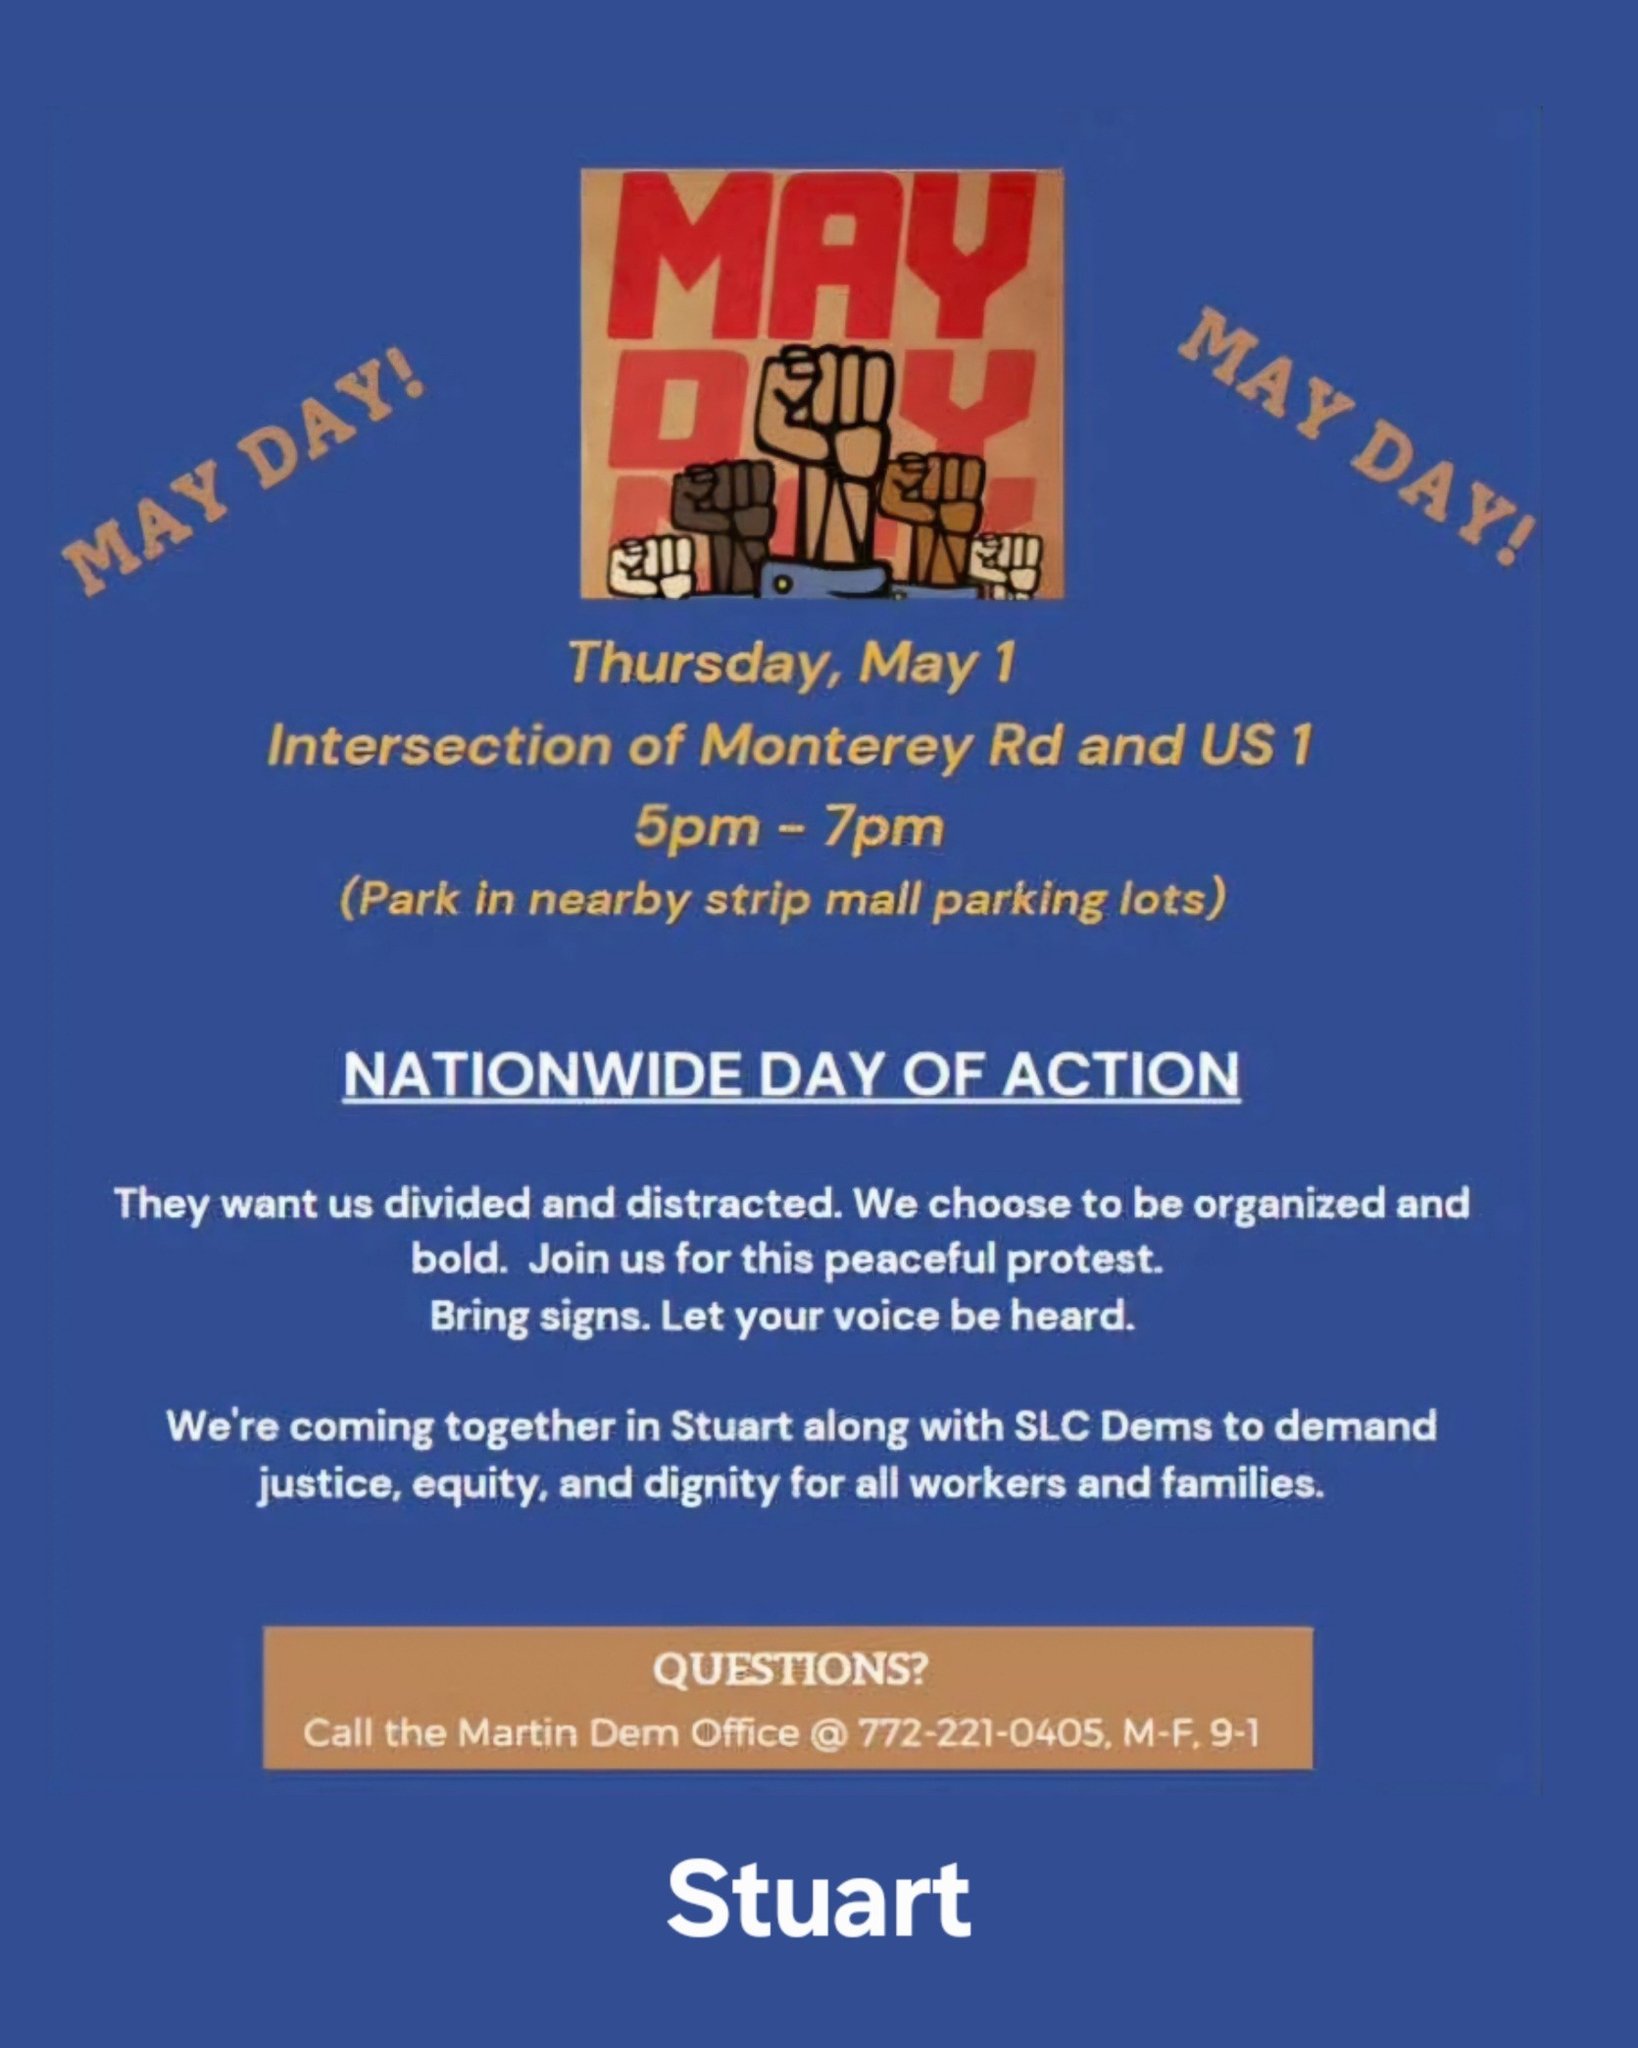 MAY DAY!
MAY
DAY
MAY DAY!
Thursday, May 1
Intersection of Monterey Rd and US 1
5pm - 7pm
(Park in nearby strip mall parking lots)
NATIONWIDE DAY OF ACTION
They want us divided and distracted. We choose to be organized and
bold. Join us for this peaceful protest.
Bring signs. Let your voice be heard.
We're coming together in Stuart along with SLC Dems to demand
justice, equity, and dignity for all workers and families.
QUESTIONS?
Call the Martin Dem Office @ 772-221-0405, M-F, 9-1
Stuart